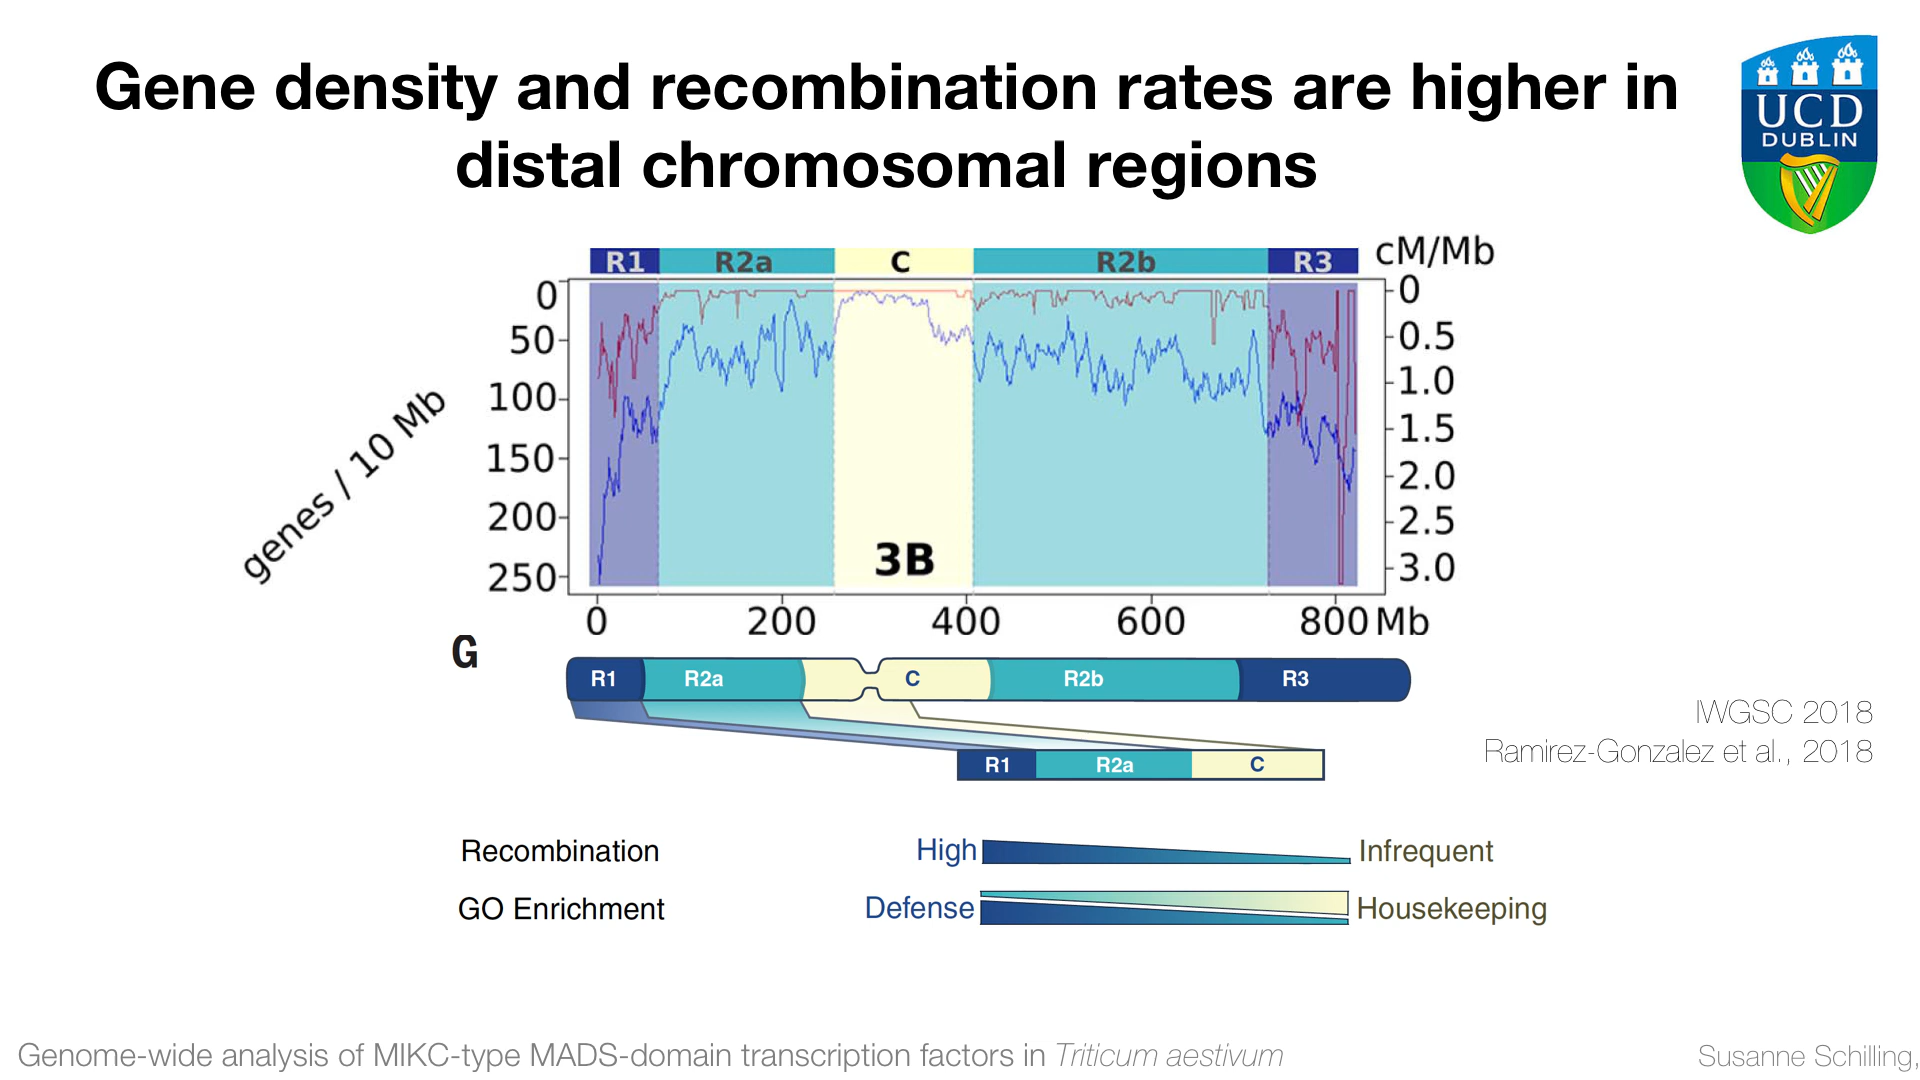 Gene density and recombination rates are higher in
distal chromosomal regions
UCD
DUBLIN
R1 R2a C R2b R3 cM/Mb
0 0
50 0.5
100 1.0
150 1.5
200 2.0
250 2.5
3.0
genes / 10 Mb
3B
0 200 400 600 800 Mb
G
R1 R2a C R2b R3
R1 R2a C
IWGSC 2018
Ramirez-Gonzalez et al., 2018
Recombination High Infrequent
GO Enrichment Defense Housekeeping
Genome-wide analysis of MIKC-type MADS-domain transcription factors in Triticum aestivum
Susanne Schilling,